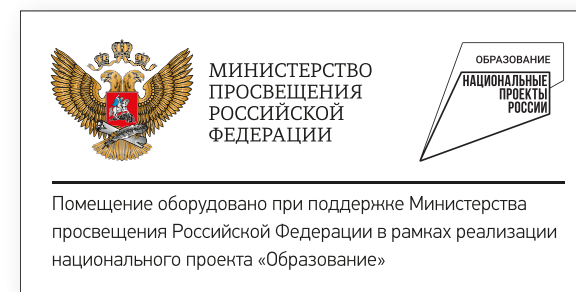 МИНИСТЕРСТВО
ПРОСВЕЩЕНИЯ
РОССИЙСКОЙ
ФЕДЕРАЦИИ
ОБРАЗОВАНИЕ
НАЦИОНАЛЬНЫЕ
ПРОЕКТЫ
РОССИИ
Помещение оборудовано при поддержке Министерства
просвещения Российской Федерации в рамках реализации
национального проекта «Образование»